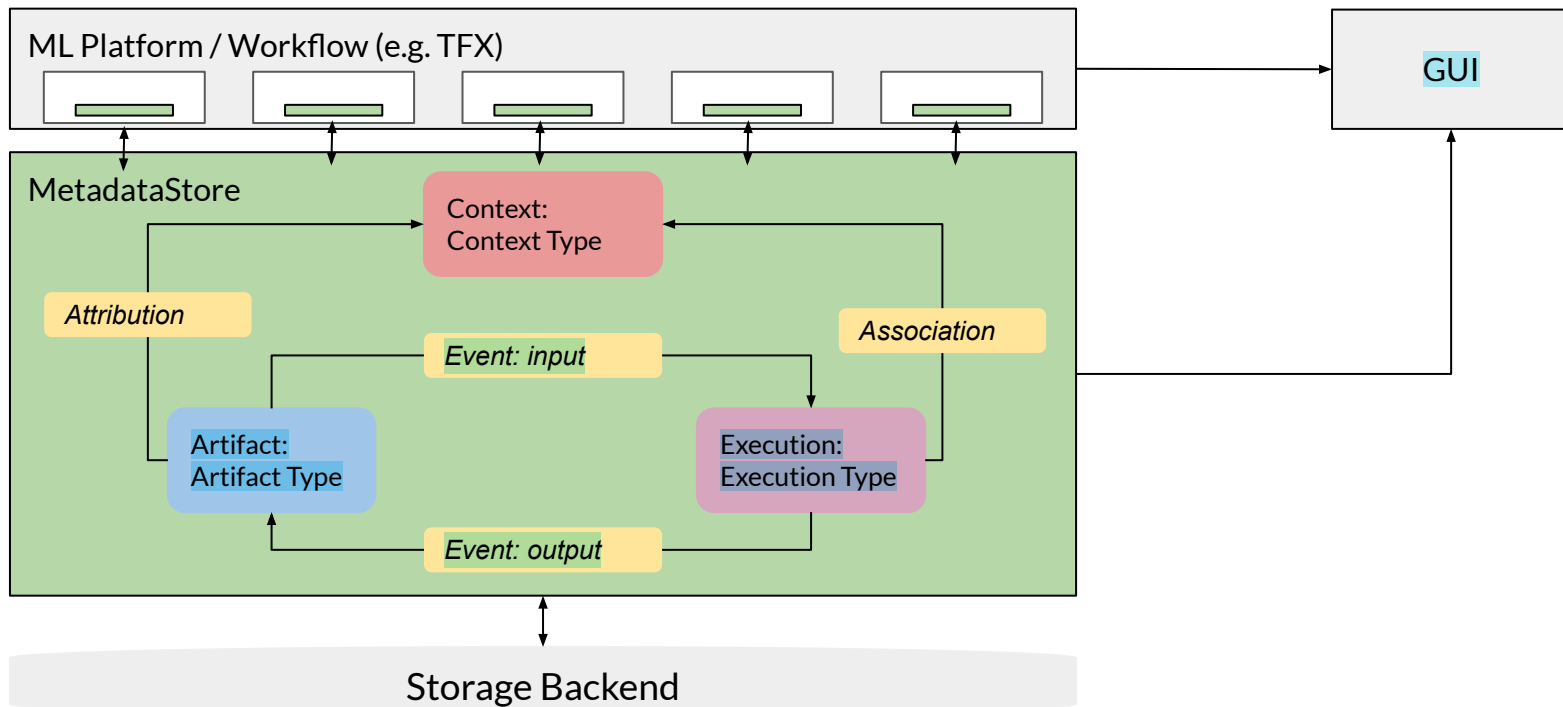 ML Platform / Workflow (e.g. TFX)
GUI
MetadataStore
Context:
Context Type
Attribution
Association
Event: input
Artifact:
Artifact Type
Execution:
Execution Type
Event: output
Storage Backend